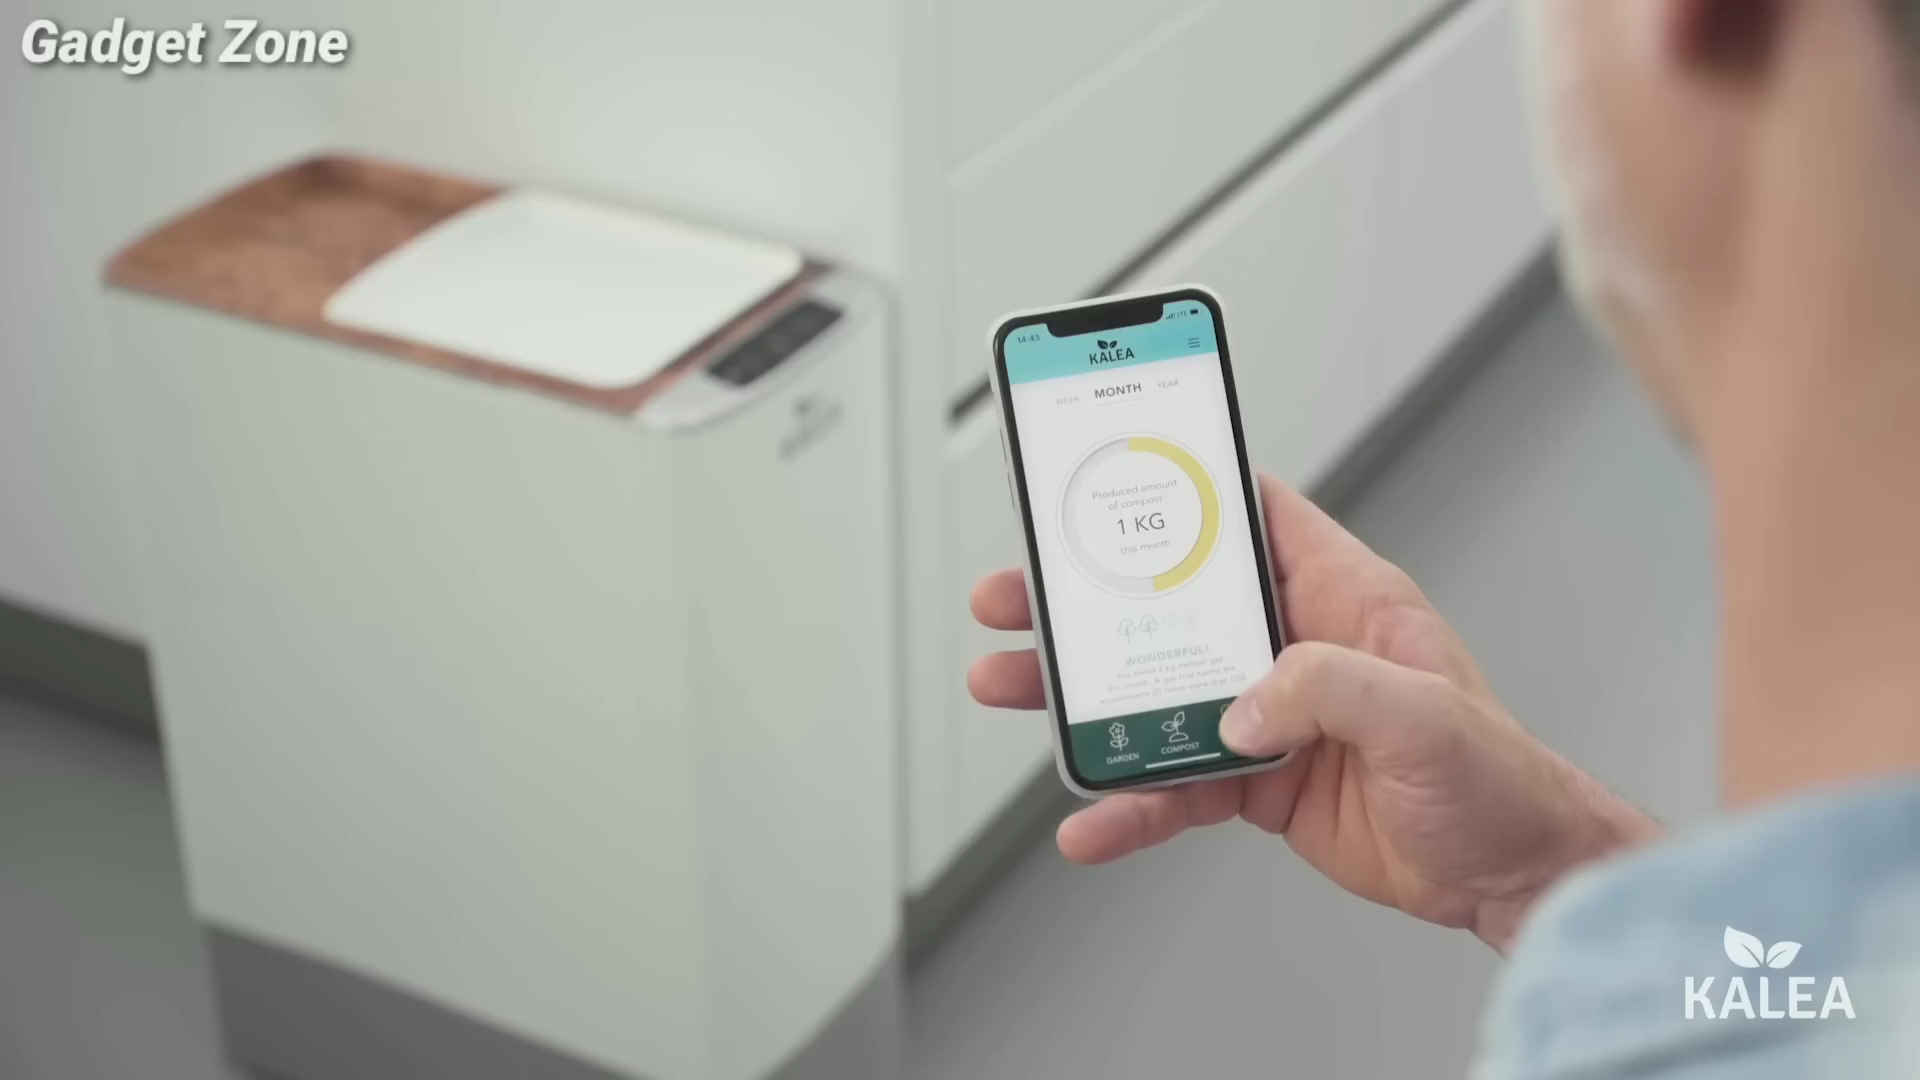 Gadget Zone
14:43
LTE
KALEA
WEEK MONTH YEAR
Produced amount
of compost
1 KG
this month
WONDERFUL!
GARDEN
COMPOST
KALEA